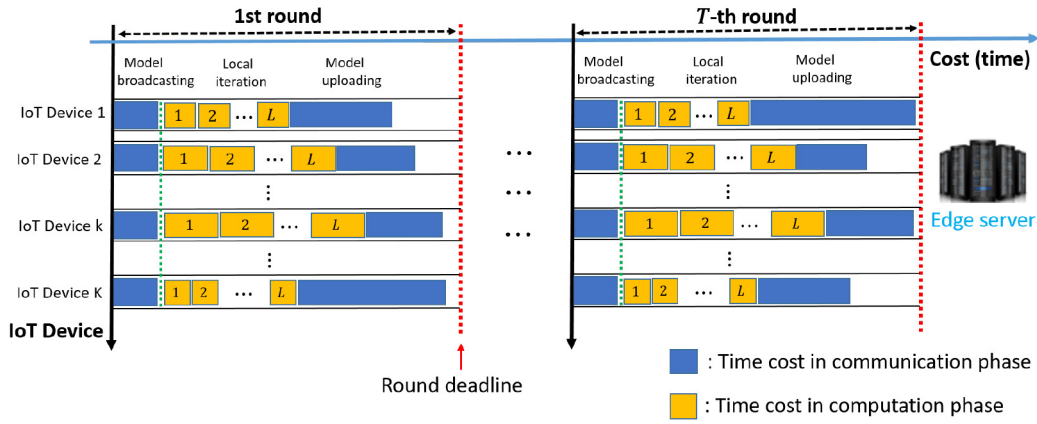 1st round
T-th round
Cost (time)
Model broadcasting
Local iteration
Model uploading
Model broadcasting
Local iteration
Model uploading
IoT Device 1
1 2 ... L
1 2 ... L
IoT Device 2
1 2 ... L
...
1 2 ... L
...
IoT Device k
1 2 ... L
...
1 2 ... L
Edge server
IoT Device K
1 2 ... L
1 2 ... L
IoT Device
Round deadline
: Time cost in communication phase
: Time cost in computation phase